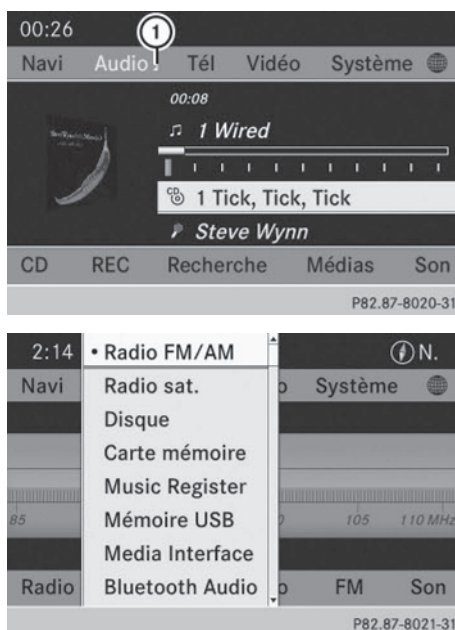 00:26
1
Navi Audio Tél Vidéo Système
00:08
1 Wired
CD 1 Tick, Tick, Tick
Steve Wynn
CD REC Recherche Médias Son
P82.87-8020-31
2:14 • Radio FM/AM N.
Navi Radio sat. Système
Disque
Carte mémoire
Music Register
85 Mémoire USB 105 110 MHz
Media Interface
Radio Bluetooth Audio FM Son
P82.87-8021-31